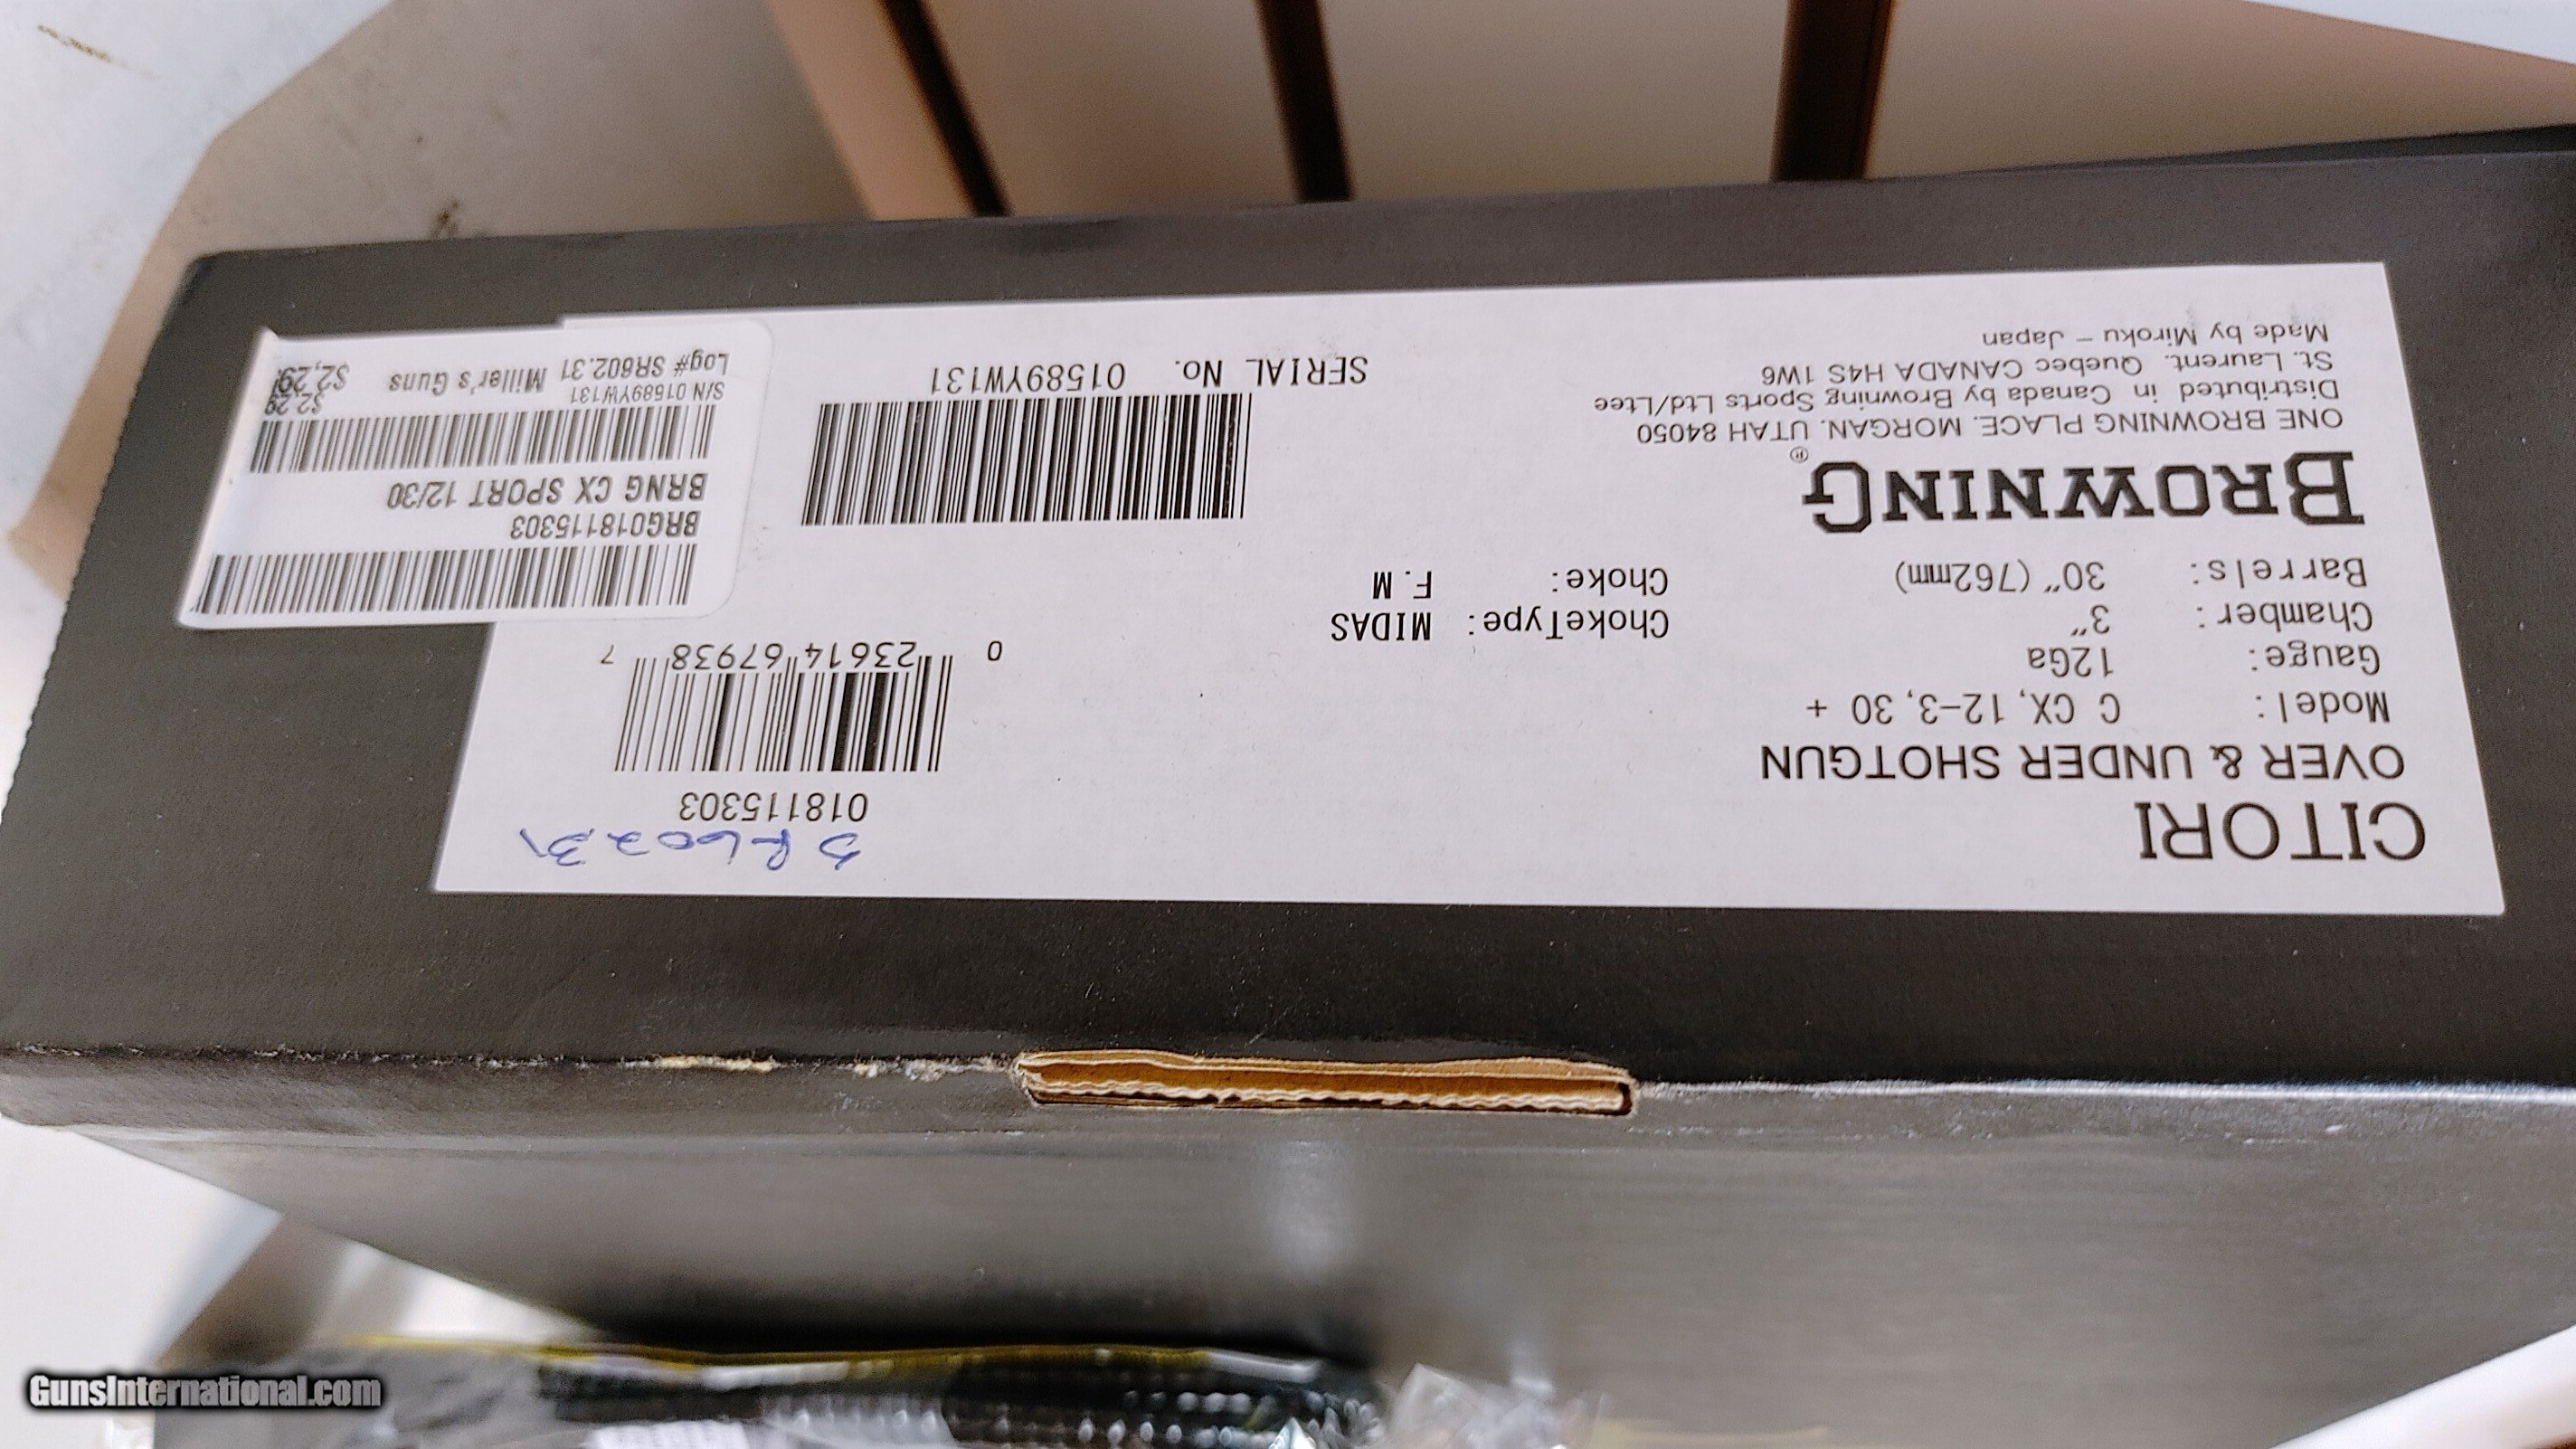 CITORI
OVER & UNDER SHOTGUN
Model: C CX, 12-3, 30 +
Gauge: 12Ga
Chamber: 3"
Barrels: 30" (762mm)
ChokeType: MIDAS
Choke: F.M
BROWNING®
ONE BROWNING PLACE. MORGAN. UTAH 84050
Distributed in Canada by Browning Sports Ltd/Ltee
St. Laurent. Quebec CANADA H4S 1W6
Made by Miroku - Japan
SERIAL No. 01589YW131
SR602.31
018115303
0 23614 67938 7
BRG018115303
BRNG CX SPORT 12/30
S/N 01589YW131
Log# SR602.31 Miller's Guns
GunsInternational.com